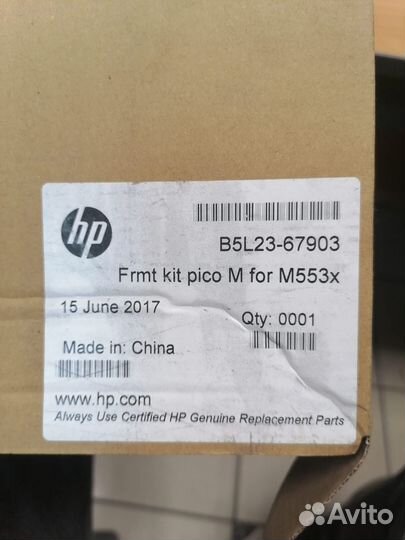 hp
B5L23-67903
Frmt kit pico M for M553x
15 June 2017
Qty: 0001
Made in: China
www.hp.com
Always Use Certified HP Genuine Replacement Parts
Avito